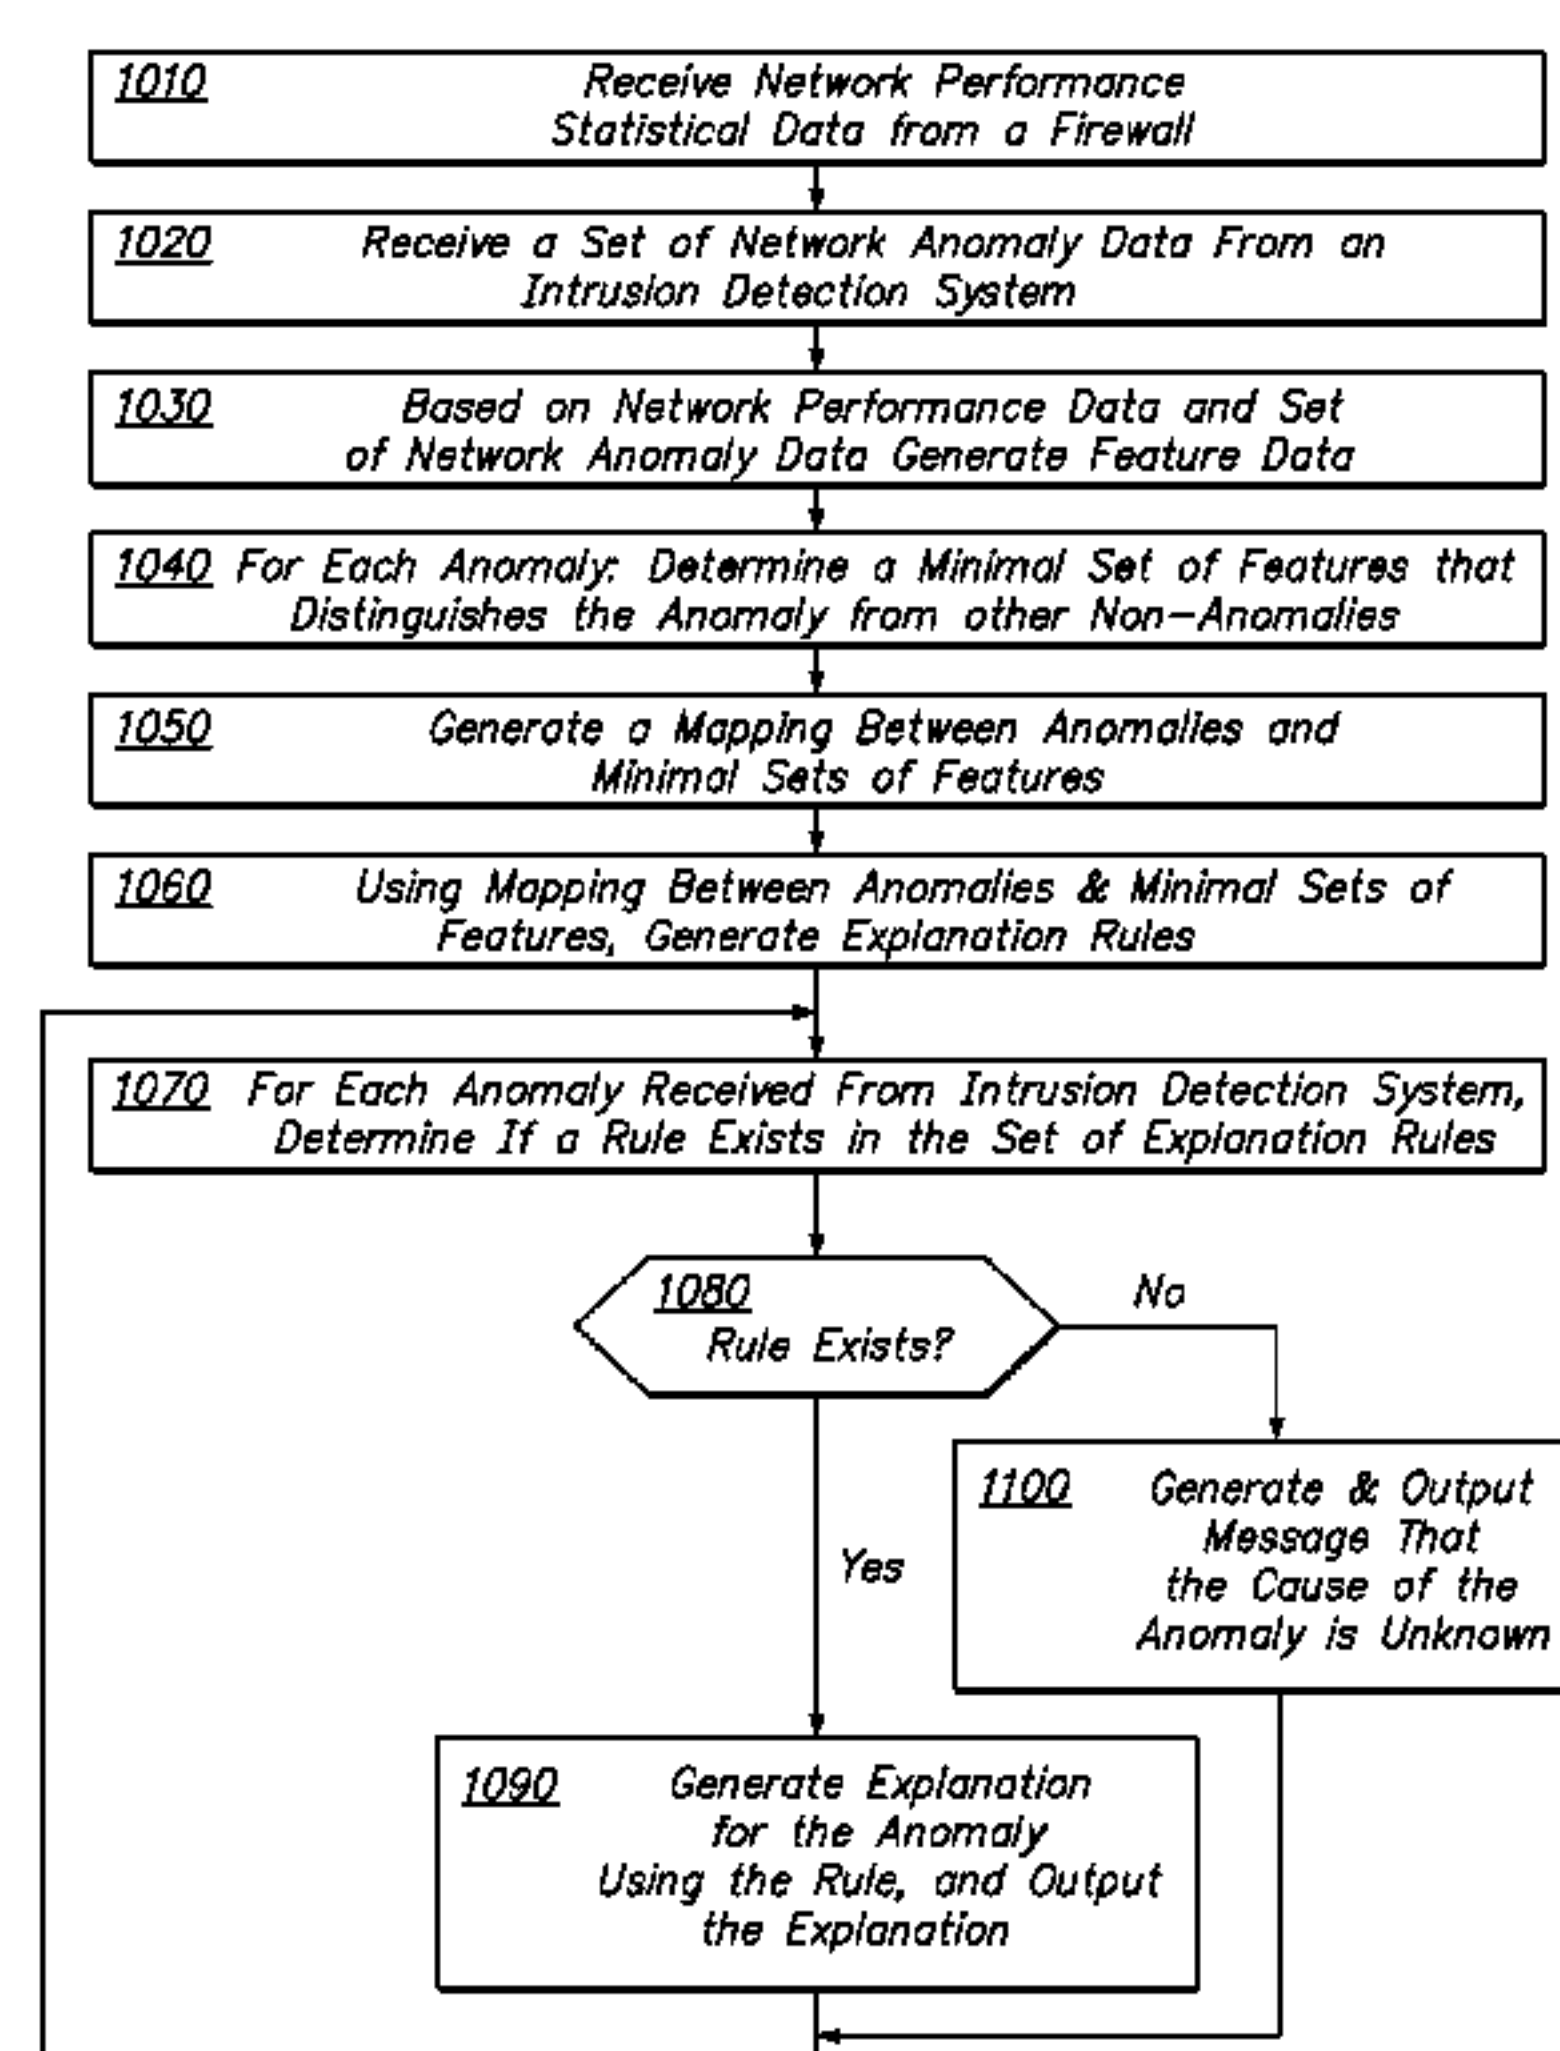 1010 Receive Network Performance
Statistical Data from a Firewall
1020 Receive a Set of Network Anomaly Data From an
Intrusion Detection System
1030 Based on Network Performance Data and Set
of Network Anomaly Data Generate Feature Data
1040 For Each Anomaly: Determine a Minimal Set of Features that
Distinguishes the Anomaly from other Non-Anomalies
1050 Generate a Mapping Between Anomalies and
Minimal Sets of Features
1060 Using Mapping Between Anomalies & Minimal Sets of
Features, Generate Explanation Rules
1070 For Each Anomaly Received From Intrusion Detection System,
Determine If a Rule Exists in the Set of Explanation Rules
1080
Rule Exists?
No
1100 Generate & Output
Message That
the Cause of the
Anomaly is Unknown
Yes
1090 Generate Explanation
for the Anomaly
Using the Rule, and Output
the Explanation